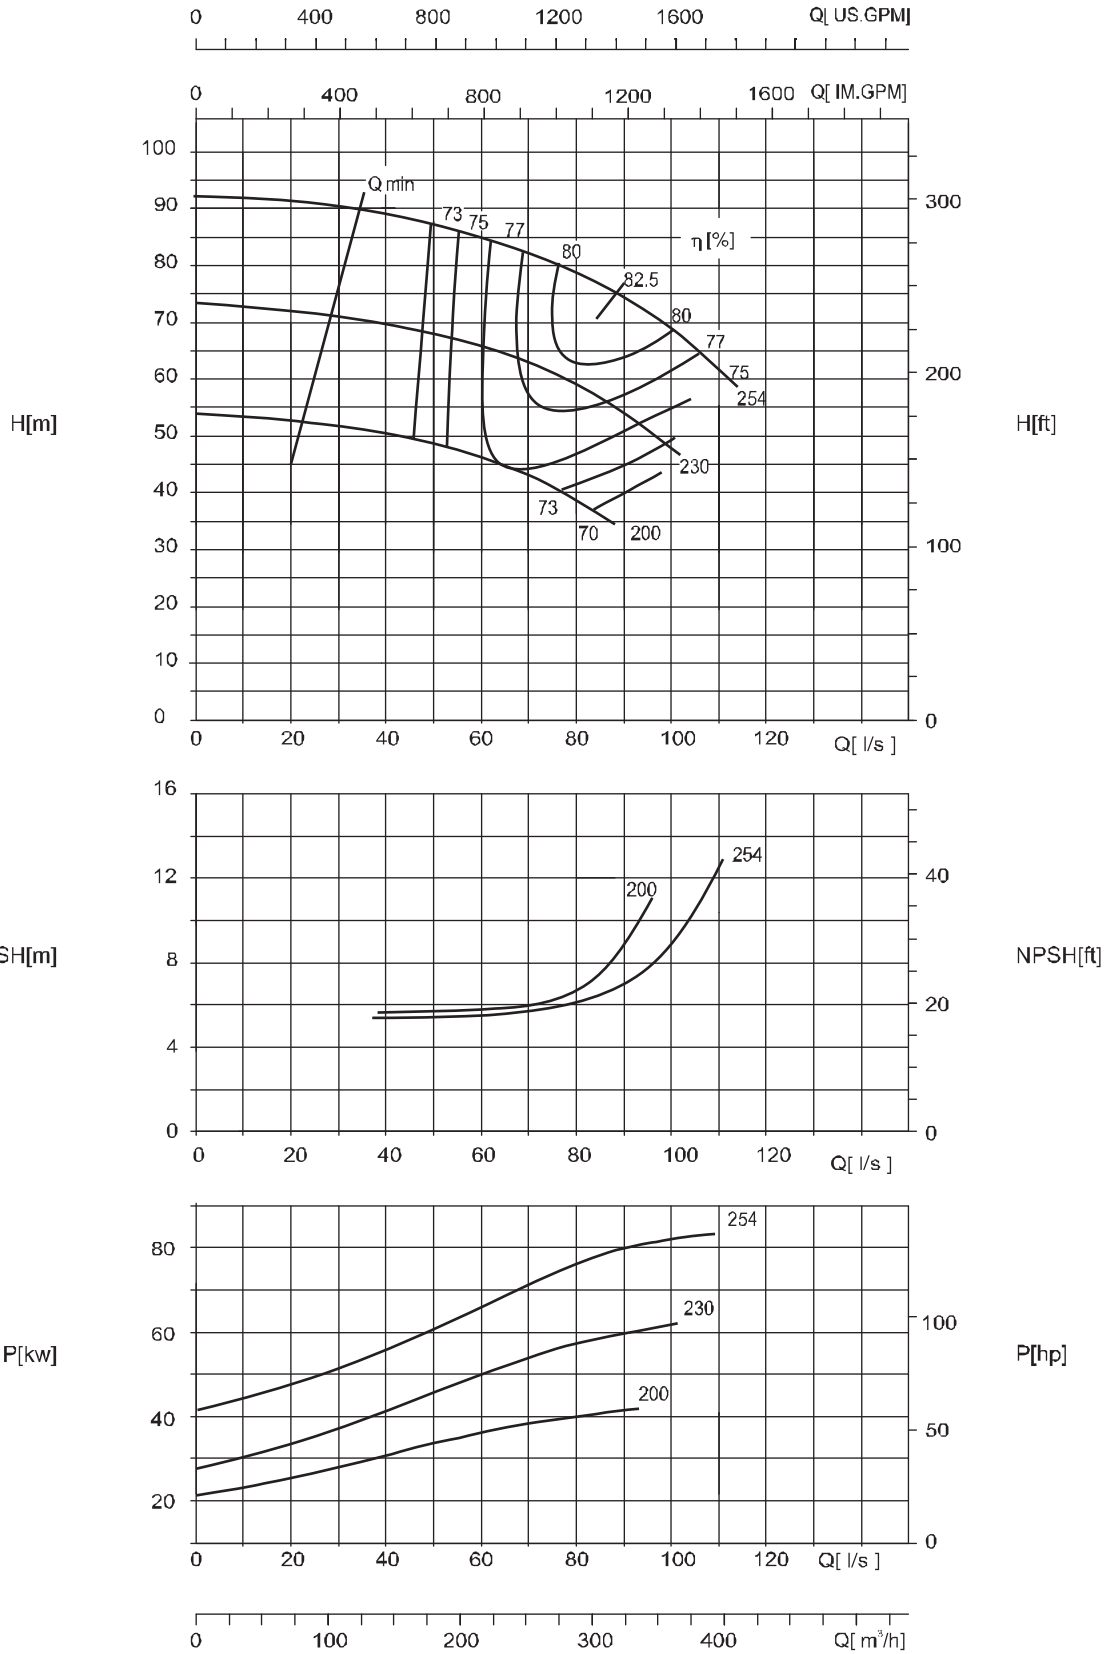 0 400 800 1200 1600 Q[ US.GPM]
0 400 800 1200 1600 Q[ IM.GPM]
100
Q min
90 300
73 75 77
η [%]
80 80
82.5
70 80
77
60 75 200
254
H[m] H[ft]
50
230
40
73
70 200
30 100
20
10
0 0
0 20 40 60 80 100 120 Q[ l/s ]
16
254
12 40
200
SH[m] 8 NPSH[ft]
20
4
0 0
0 20 40 60 80 100 120 Q[ l/s ]
254
80
230
60 100
P[kw] P[hp]
200
40 50
20
0
0 20 40 60 80 100 120 Q[ l/s ]
0 100 200 300 400 Q[ m³/h]